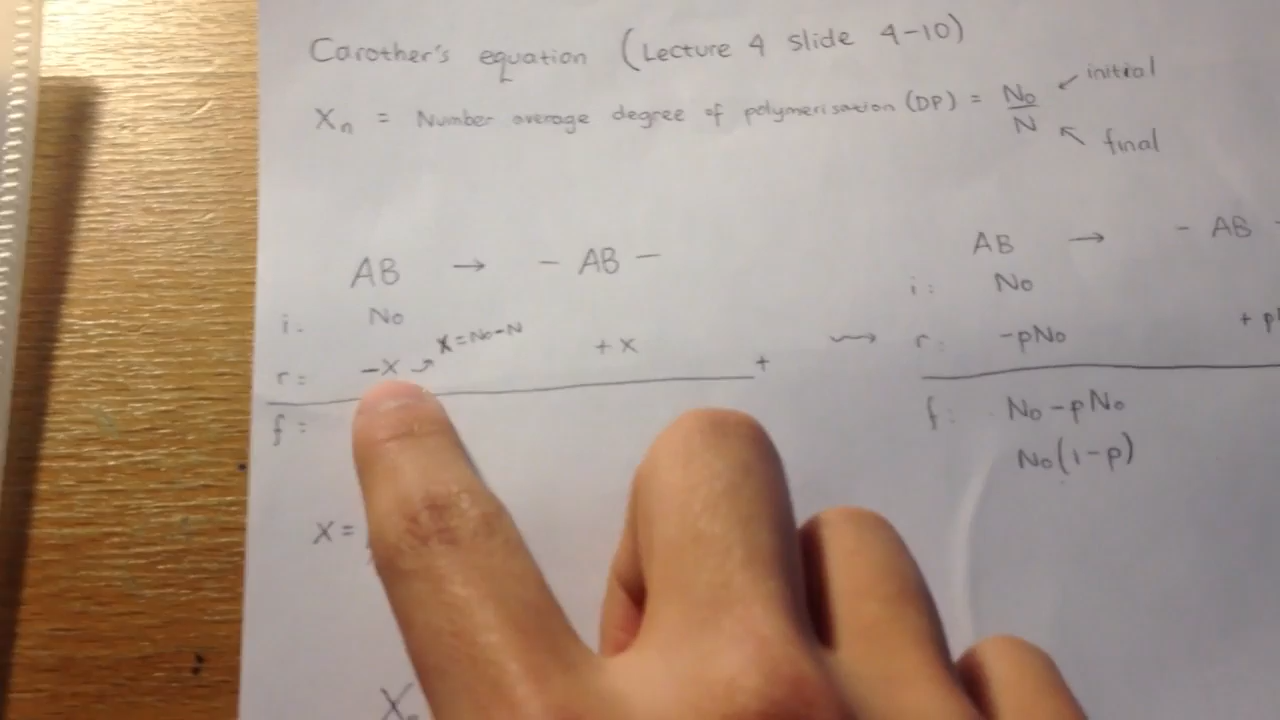 Carother's equation (Lecture 4 slide 4-10)
Xn = Number average degree of polymerisation (DP) = No/N
initial
final
AB → - AB -
i: No
r: -X → X = No-N + X
+
f:
X =
AB → - AB
i: No
r: -pNo + p
f: No - pNo
No(1-p)